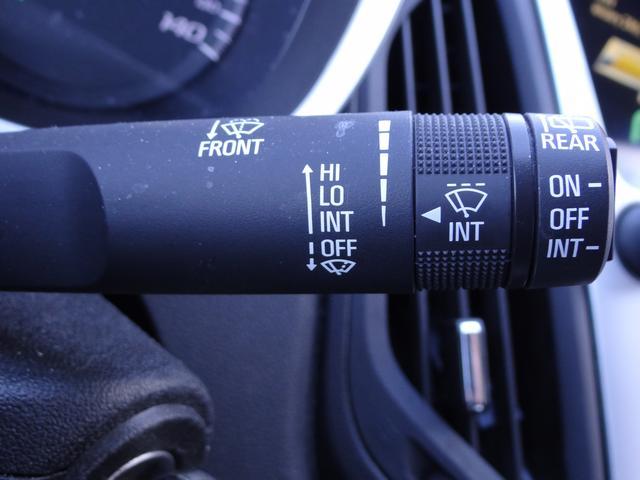 FRONT
HI
LO
INT
OFF
INT
REAR
ON
OFF
INT